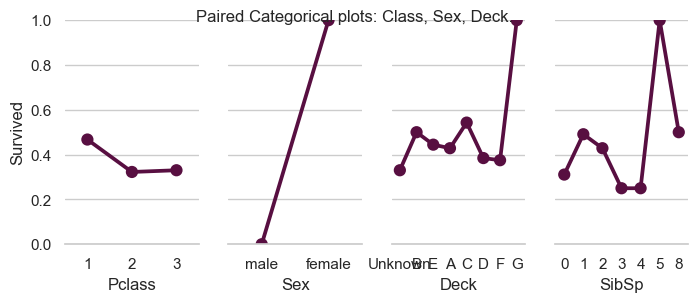 Paired Categorical plots: Class, Sex, Deck
Survived
1.0
0.8
0.6
0.4
0.2
0.0
1 2 3
Pclass
male female
Sex
Unknown B E A C D F G
Deck
0 1 2 3 4 5 8
SibSp